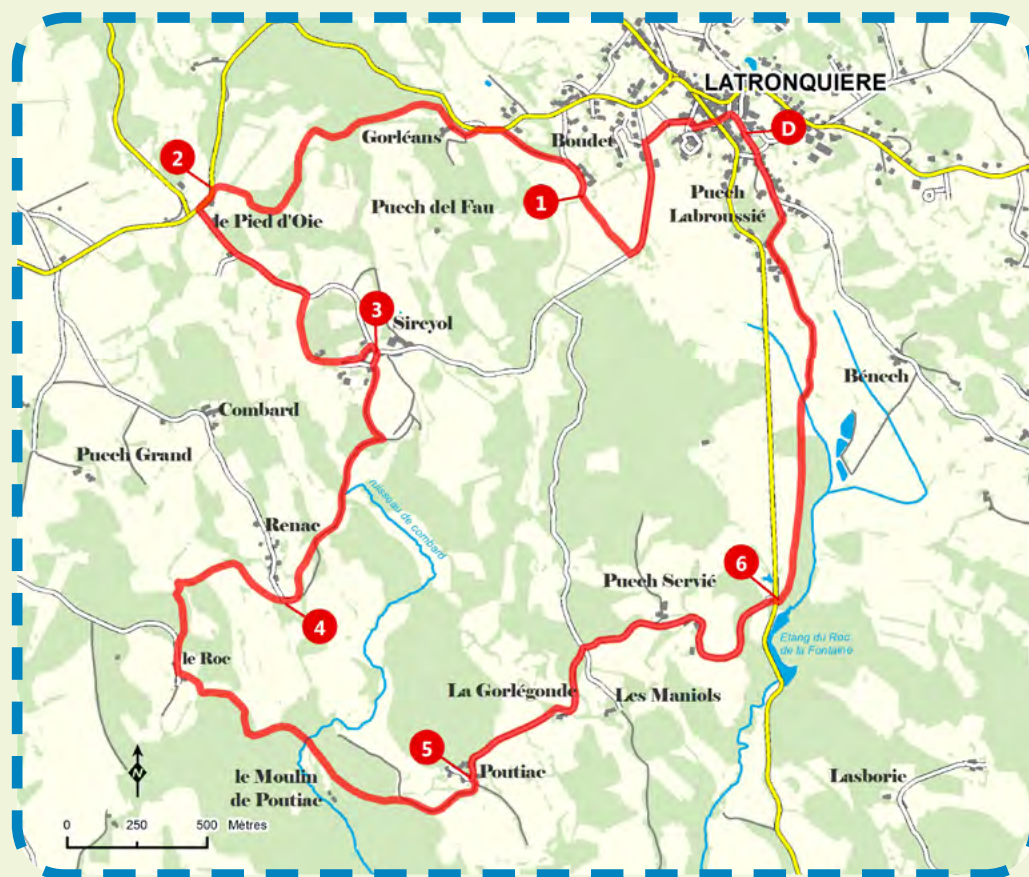 LATRONQUIERE
D
Gorléans
Boudet
2
1
Puech
Labroussié
Puech del Fau
le Pied d'Oie
3
Sireyol
Bénech
Combard
Puech Grand
ruisseau de combard
Renac
6
Puech Servié
4
Etang du Roc
de la Fontaine
le Roc
La Gorlégonde
Les Maniols
5
Poutiac
le Moulin
de Poutiac
Lasborie
N
0 250 500 Mètres